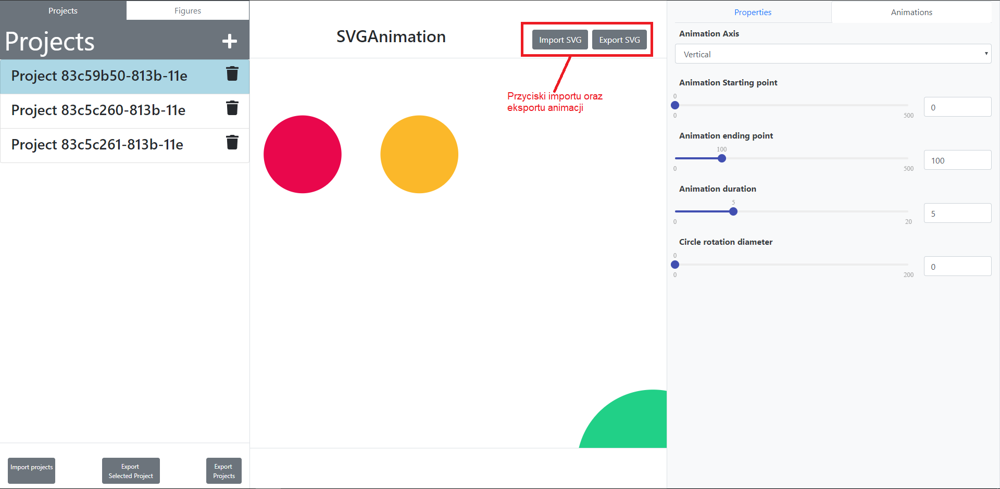 Projects
Figures
Projects
Project 83c59b50-813b-11e
Project 83c5c260-813b-11e
Project 83c5c261-813b-11e
Import projects
Export
Selected Project
Export
Projects
SVGAnimation
Import SVG
Export SVG
Przyciski importu oraz
eksportu animacji
Properties
Animations
Animation Axis
Vertical
Animation Starting point
0
0
500
0
Animation ending point
100
0
500
100
Animation duration
5
0
20
5
Circle rotation diameter
0
0
200
0